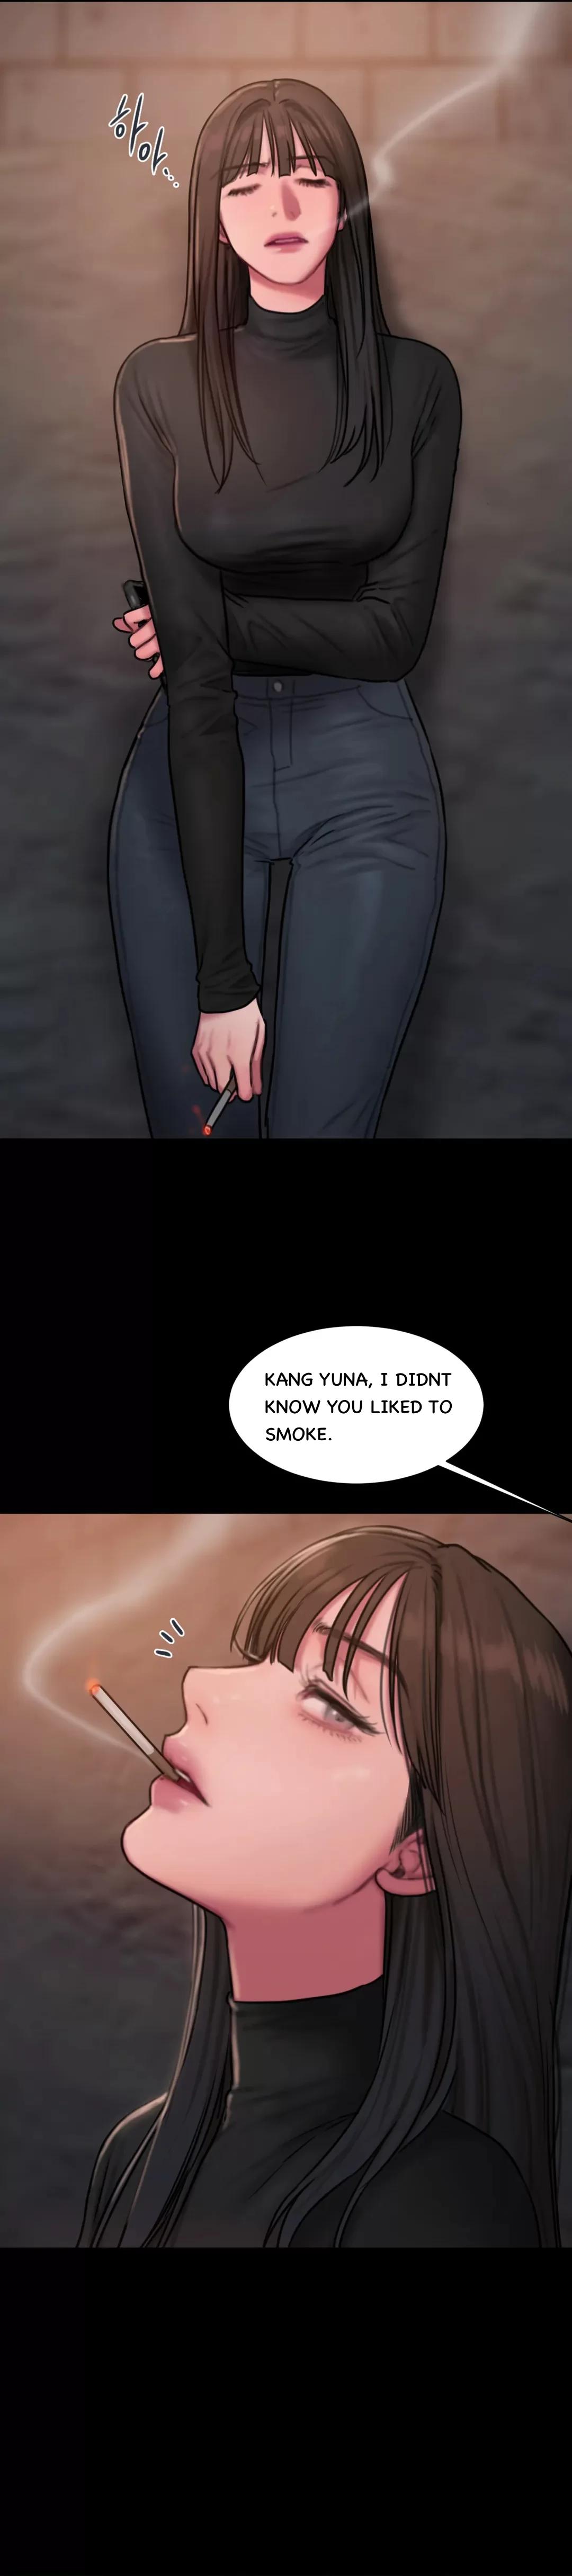 하아...
KANG YUNA, I DIDNT
KNOW YOU LIKED TO
SMOKE.